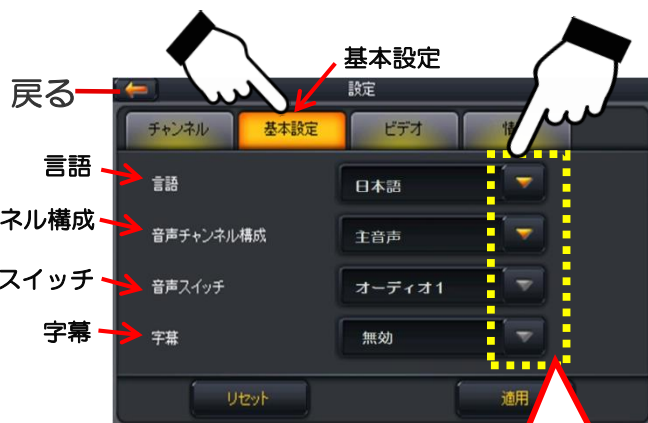 基本設定
戻る
設定
チャンネル 基本設定 ビデオ 情
言語
言語 日本語
ネル構成
音声チャンネル構成 主音声
スイッチ
音声スイッチ オーディオ1
字幕
字幕 無効
リセット 適用